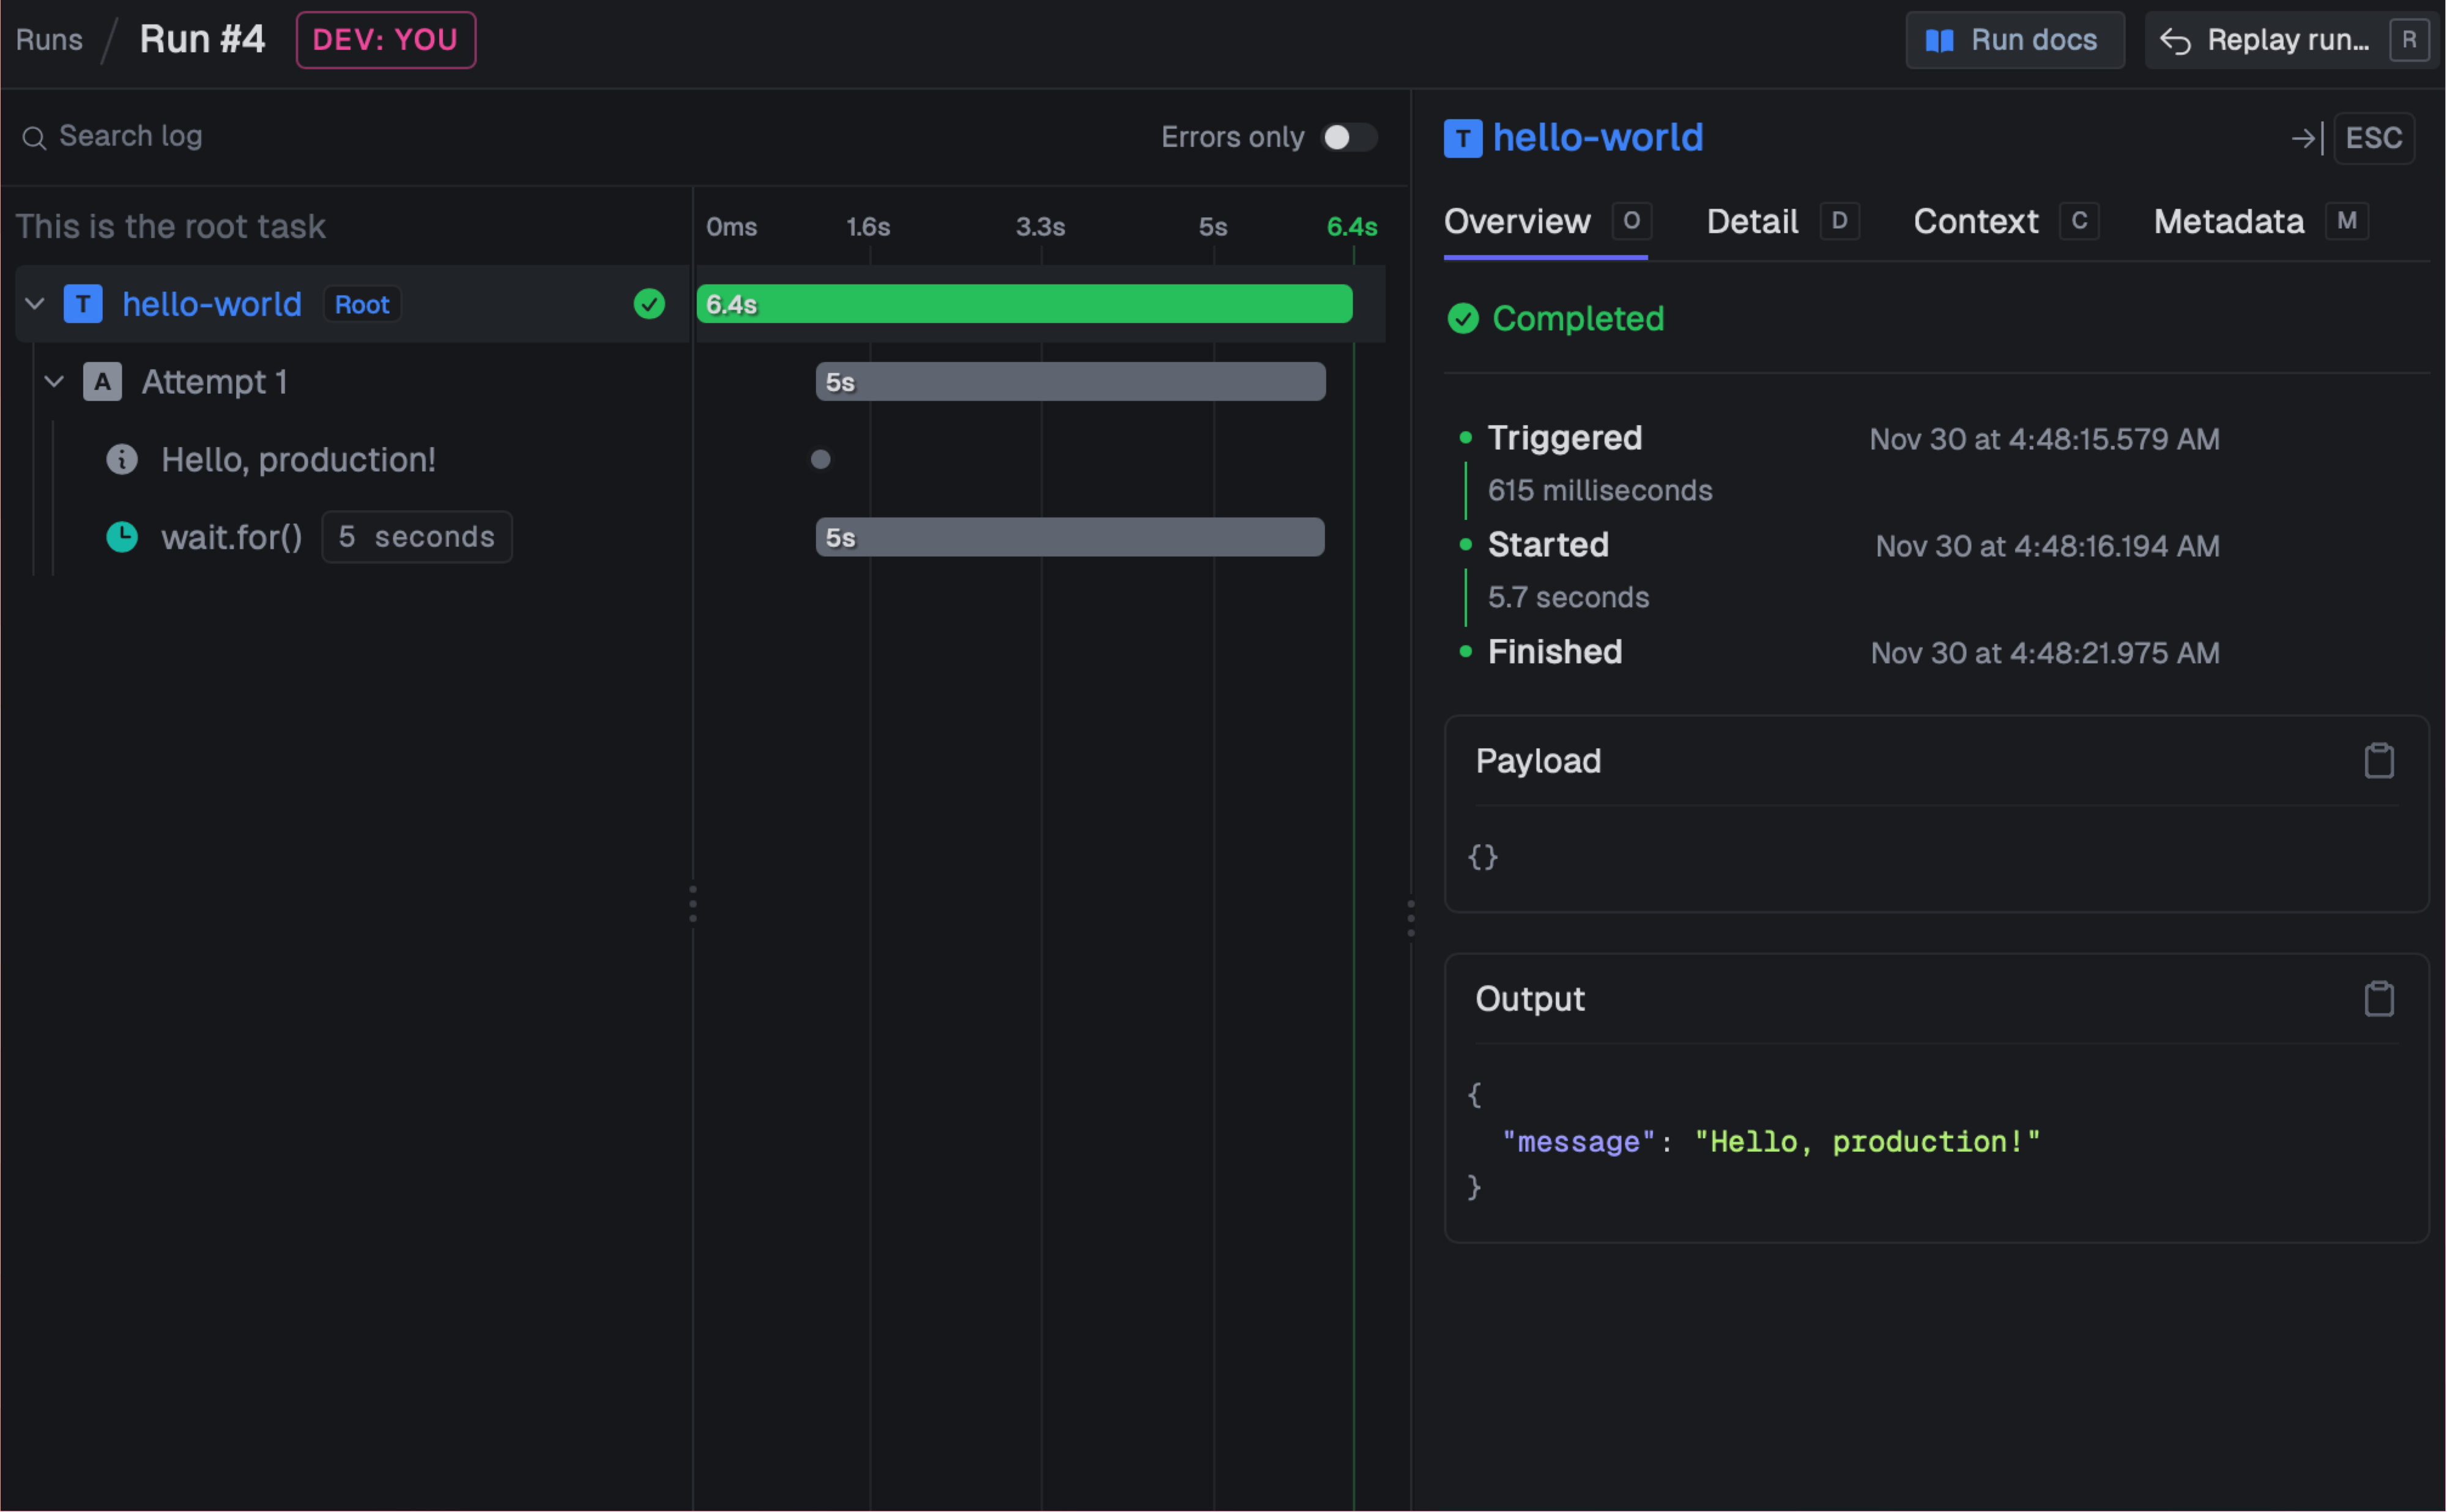 Runs / Run #4 DEV: YOU
Run docs
Replay run... R
Search log
Errors only
This is the root task
0ms 1.6s 3.3s 5s 6.4s
T hello-world Root
6.4s
A Attempt 1
5s
Hello, production!
wait.for() 5 seconds
5s
T hello-world
ESC
Overview O Detail D Context C Metadata M
Completed
Triggered Nov 30 at 4:48:15.579 AM
615 milliseconds
Started Nov 30 at 4:48:16.194 AM
5.7 seconds
Finished Nov 30 at 4:48:21.975 AM
Payload
{}
Output
{
"message": "Hello, production!"
}